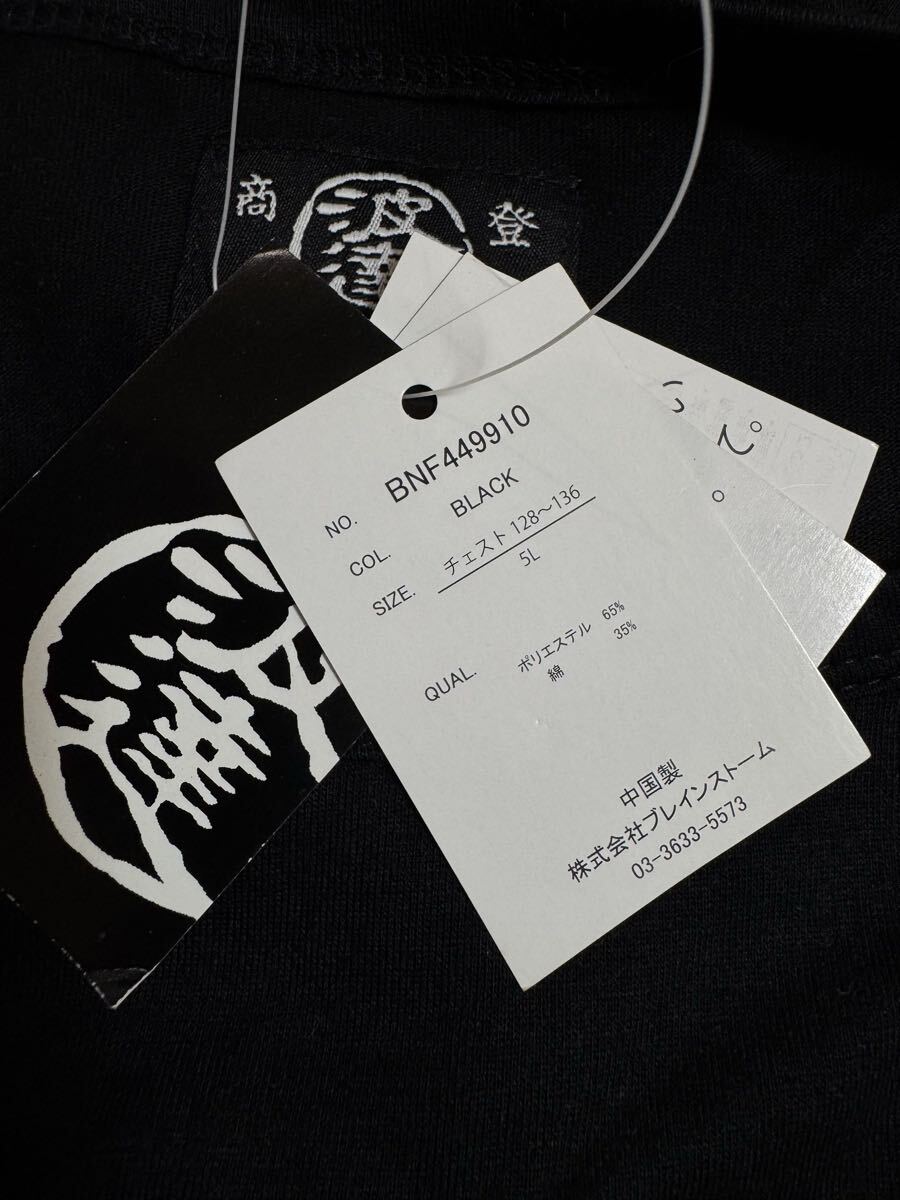 商 登
波
達
NO. BNF449910
COL. BLACK
SIZE. チェスト 128～136
5L
QUAL. ポリエステル 65%
綿 35%
中国製
株式会社ブレインストーム
03-3633-5573
て。
。